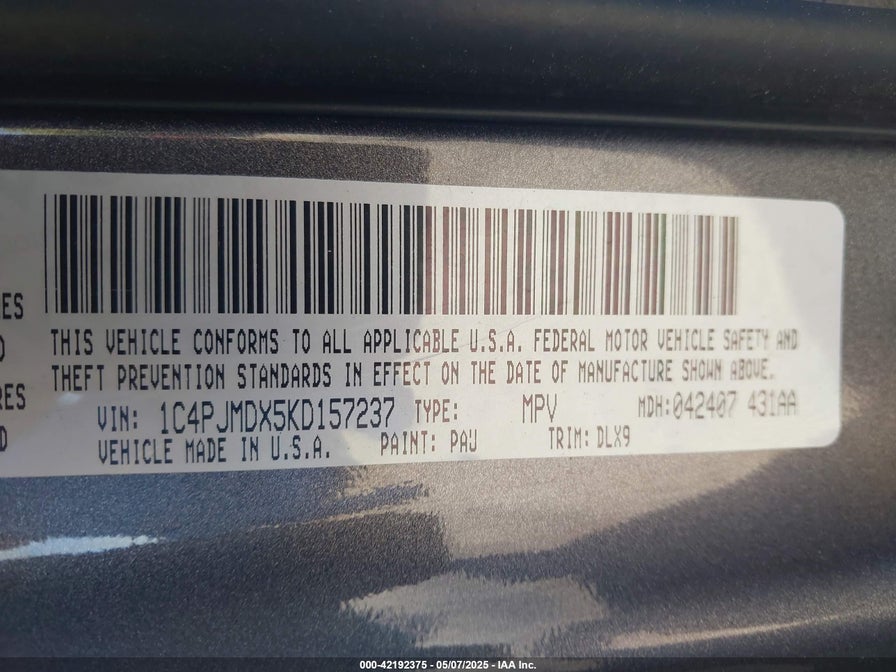 ES
THIS VEHICLE CONFORMS TO ALL APPLICABLE U.S.A. FEDERAL MOTOR VEHICLE SAFETY AND
THEFT PREVENTION STANDARDS IN EFFECT ON THE DATE OF MANUFACTURE SHOWN ABOVE.
RES
VIN: 1C4PJMDX5KD157237 TYPE: MPV MDH:042407 431AA
VEHICLE MADE IN U.S.A. PAINT: PAU TRIM: DLX9
D
000-42192375 - 05/07/2025 - IAA Inc.